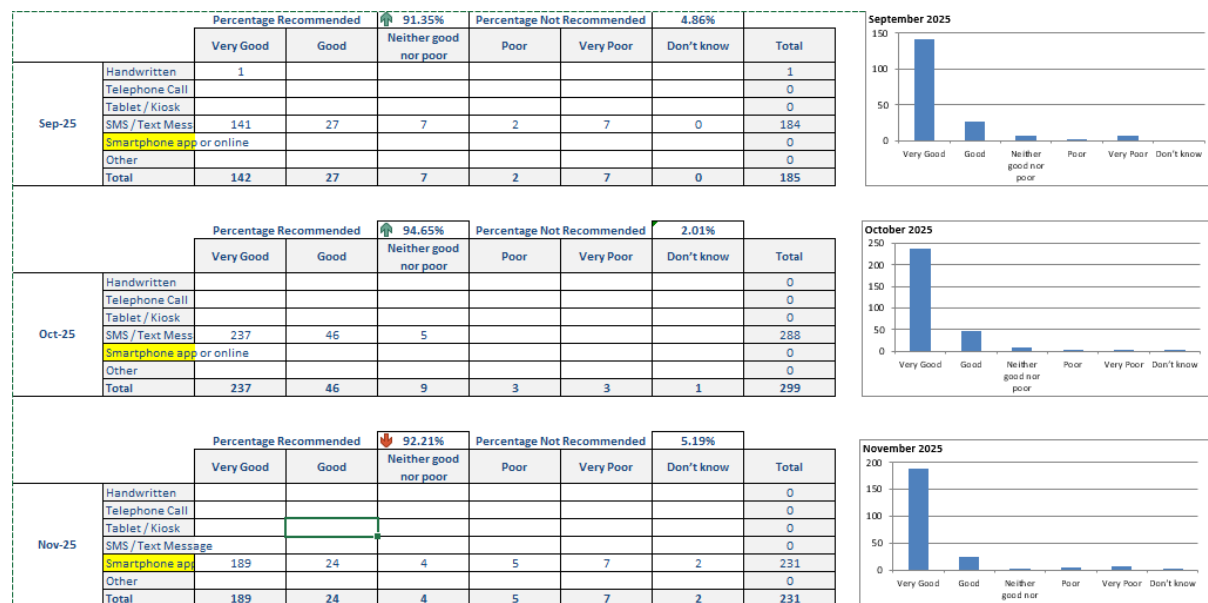 Percentage Recommended 91.35% Percentage Not Recommended 4.86%
Very Good Good Neither good nor poor Poor Very Poor Don't know Total
Sep-25
Handwritten 1 1
Telephone Call 0
Tablet / Kiosk 0
SMS / Text Mess 141 27 7 2 7 0 184
Smartphone app or online 0
Other 0
Total 142 27 7 2 7 0 185
September 2025
150
100
50
0
Very Good Good Neither good nor poor Poor Very Poor Don't know
Percentage Recommended 94.65% Percentage Not Recommended 2.01%
Very Good Good Neither good nor poor Poor Very Poor Don't know Total
Oct-25
Handwritten 0
Telephone Call 0
Tablet / Kiosk 0
SMS / Text Mess 237 46 5 288
Smartphone app or online 0
Other 0
Total 237 46 9 3 3 1 299
October 2025
250
200
150
100
50
0
Very Good Good Neither good nor poor Poor Very Poor Don't know
Percentage Recommended 92.21% Percentage Not Recommended 5.19%
Very Good Good Neither good nor poor Poor Very Poor Don't know Total
Nov-25
Handwritten 0
Telephone Call 0
Tablet / Kiosk 0
SMS / Text Message 0
Smartphone app 189 24 4 5 7 2 231
Other 0
Total 189 24 4 5 7 2 231
November 2025
200
150
100
50
0
Very Good Good Neither good nor Poor Very Poor Don't know